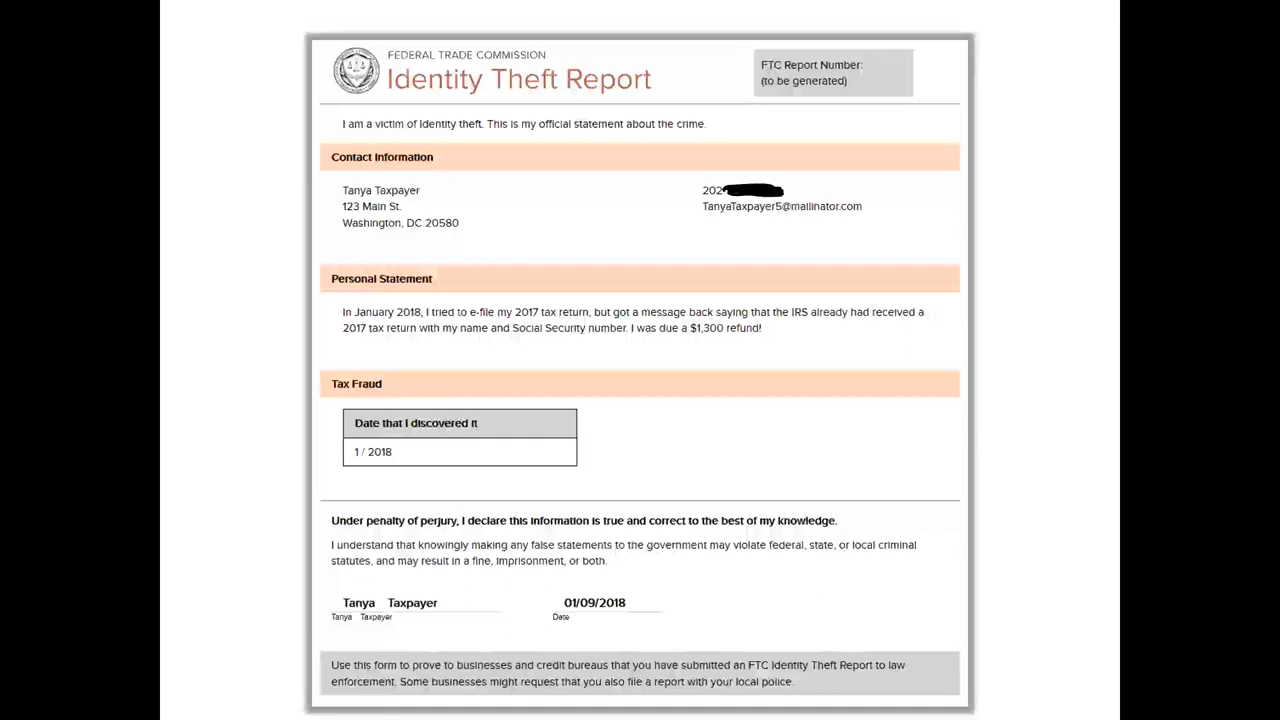 FEDERAL TRADE COMMISSION
Identity Theft Report
FTC Report Number:
(to be generated)
I am a victim of Identity theft. This is my official statement about the crime.
Contact Information
Tanya Taxpayer
123 Main St.
Washington, DC 20580
202
TanyaTaxpayer5@mailinator.com
Personal Statement
In January 2018, I tried to e-file my 2017 tax return, but got a message back saying that the IRS already had received a
2017 tax return with my name and Social Security number. I was due a $1,300 refund!
Tax Fraud
Date that I discovered it
1 / 2018
Under penalty of perjury, I declare this information is true and correct to the best of my knowledge.
I understand that knowingly making any false statements to the government may violate federal, state, or local criminal
statutes, and may result in a fine, imprisonment, or both.
Tanya Taxpayer
Tanya Taxpayer
01/09/2018
Date
Use this form to prove to businesses and credit bureaus that you have submitted an FTC Identity Theft Report to law
enforcement. Some businesses might request that you also file a report with your local police.